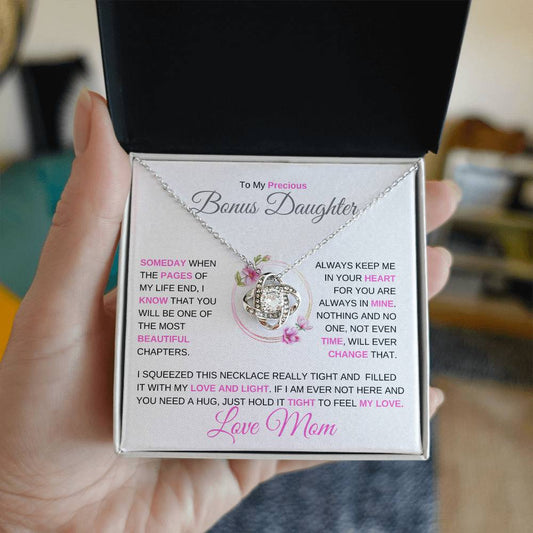 To My Precious
Bonus Daughter
SOMEDAY WHEN
THE PAGES OF
MY LIFE END, I
KNOW THAT YOU
WILL BE ONE OF
THE MOST
BEAUTIFUL
CHAPTERS.
ALWAYS KEEP ME
IN YOUR HEART
FOR YOU ARE
ALWAYS IN MINE.
NOTHING AND NO
ONE, NOT EVEN
TIME, WILL EVER
CHANGE THAT.
I SQUEEZED THIS NECKLACE REALLY TIGHT AND FILLED
IT WITH MY LOVE AND LIGHT. IF I AM EVER NOT HERE AND
YOU NEED A HUG, JUST HOLD IT TIGHT TO FEEL MY LOVE.
Love Mom